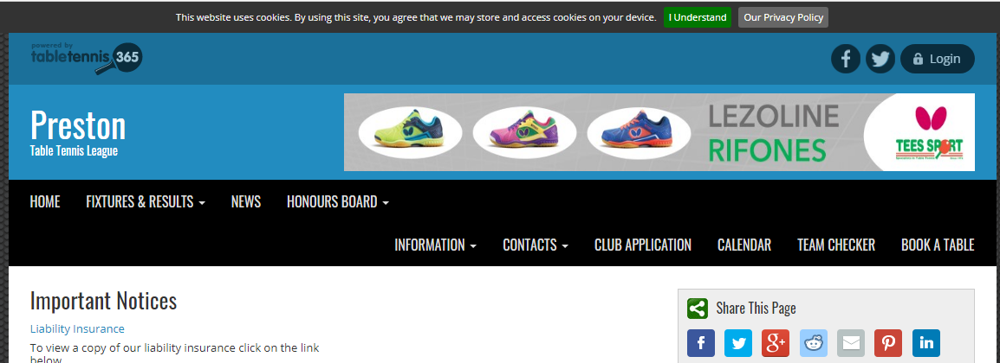 This website uses cookies. By using this site, you agree that we may store and access cookies on your device. I Understand Our Privacy Policy
powered by
tabletennis 365
Login
Preston
Table Tennis League
LEZOLINE
RIFONES
TEES SPORT
HOME FIXTURES & RESULTS NEWS HONOURS BOARD
INFORMATION CONTACTS CLUB APPLICATION CALENDAR TEAM CHECKER BOOK A TABLE
Important Notices
Share This Page
Liability Insurance
To view a copy of our liability insurance click on the link
below